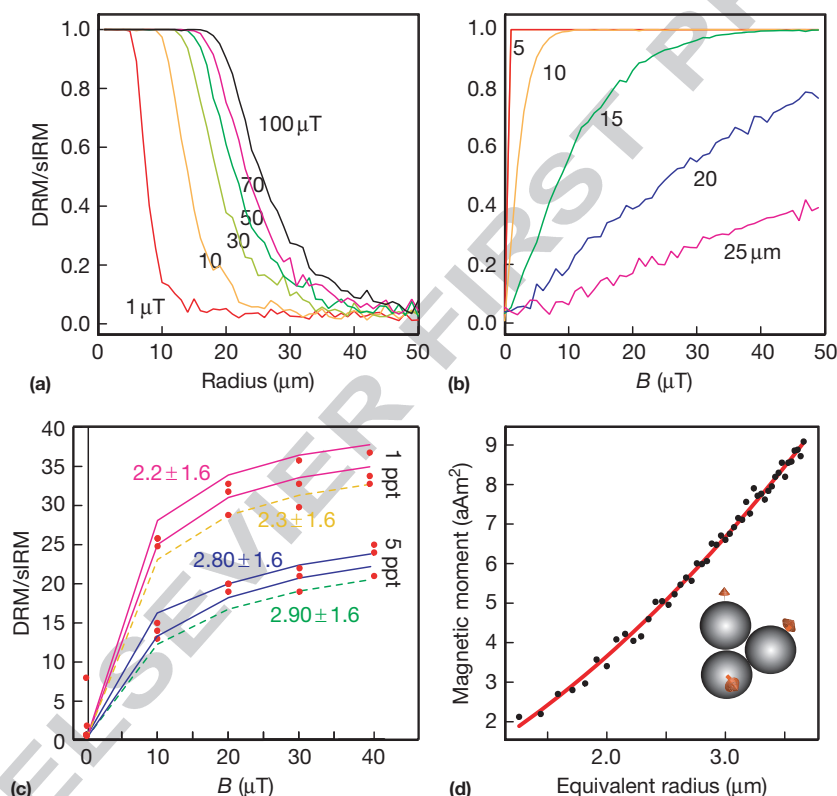 1.0
0.8
0.6
0.4
0.2
0.0
DRM/sIRM
100 μT
70
50
30
10
1 μT
0 10 20 30 40 50
Radius (μm)
(a)
1.0
0.8
0.6
0.4
0.2
0.0
5
10
15
20
25 μm
0 10 20 30 40 50
B (μT)
(b)
40
35
30
25
20
15
10
5
0
DRM/sIRM
2.2 ± 1.6
1 ppt
2.3 ± 1.6
5 ppt
2.80 ± 1.6
2.90 ± 1.6
0 10 20 30 40
B (μT)
(c)
9
8
7
6
5
4
3
2
Magnetic moment (aAm²)
2.0 3.0
Equivalent radius (μm)
(d)
ELSEVIER FIRST PR